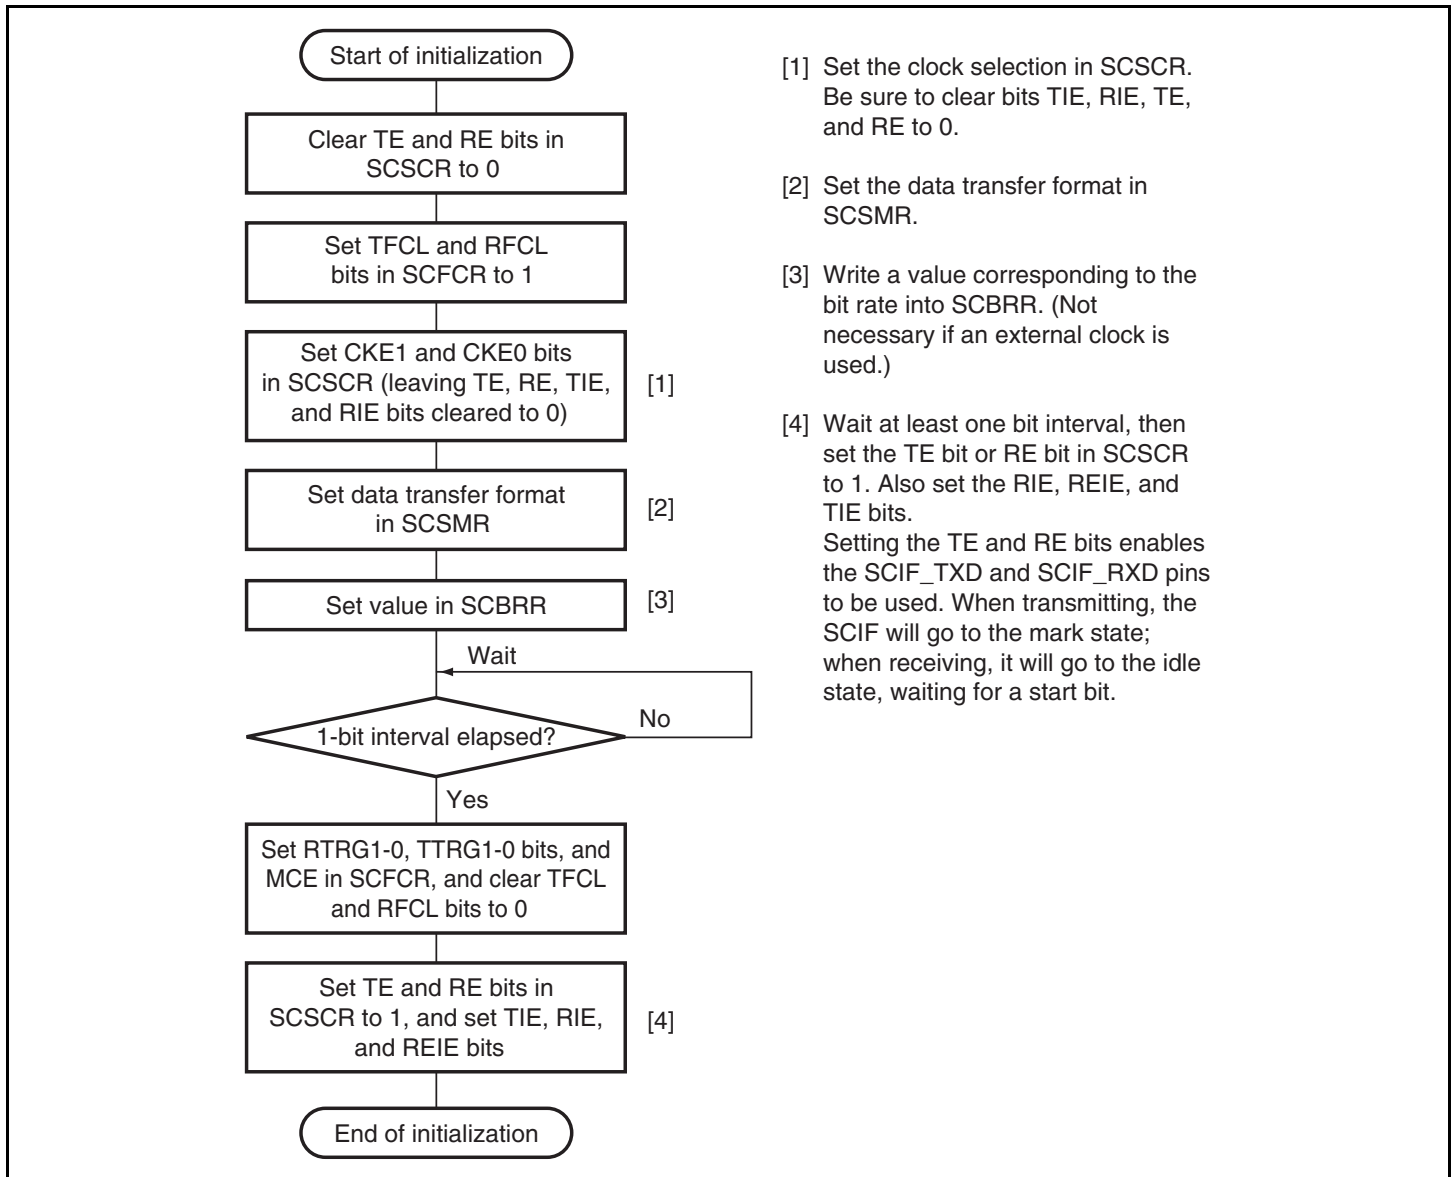 Start of initialization
Clear TE and RE bits in
SCSCR to 0
Set TFCL and RFCL
bits in SCFCR to 1
Set CKE1 and CKE0 bits
in SCSCR (leaving TE, RE, TIE,
and RIE bits cleared to 0)
[1]
Set data transfer format
in SCSMR
[2]
Set value in SCBRR
[3]
Wait
1-bit interval elapsed?
No
Yes
Set RTRG1-0, TTRG1-0 bits, and
MCE in SCFCR, and clear TFCL
and RFCL bits to 0
Set TE and RE bits in
SCSCR to 1, and set TIE, RIE,
and REIE bits
[4]
End of initialization
[1] Set the clock selection in SCSCR.
Be sure to clear bits TIE, RIE, TE,
and RE to 0.
[2] Set the data transfer format in
SCSMR.
[3] Write a value corresponding to the
bit rate into SCBRR. (Not
necessary if an external clock is
used.)
[4] Wait at least one bit interval, then
set the TE bit or RE bit in SCSCR
to 1. Also set the RIE, REIE, and
TIE bits.
Setting the TE and RE bits enables
the SCIF_TXD and SCIF_RXD pins
to be used. When transmitting, the
SCIF will go to the mark state;
when receiving, it will go to the idle
state, waiting for a start bit.